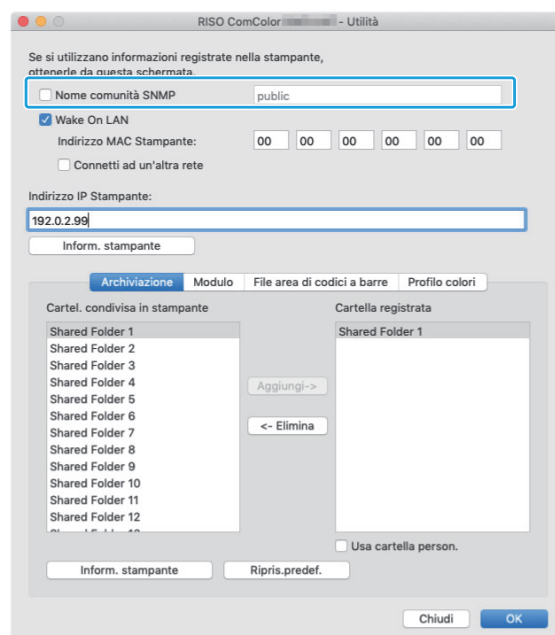 RISO ComColor - Utilità
Se si utilizzano informazioni registrate nella stampante,
ottenerle da questa schermata.
Nome comunità SNMP public
Wake On LAN
Indirizzo MAC Stampante: 00 00 00 00 00 00
Connetti ad un'altra rete
Indirizzo IP Stampante:
192.0.2.99
Inform. stampante
Archiviazione Modulo File area di codici a barre Profilo colori
Cartel. condivisa in stampante Cartella registrata
Shared Folder 1 Shared Folder 1
Shared Folder 2
Shared Folder 3
Shared Folder 4 Aggiungi->
Shared Folder 5
Shared Folder 6
Shared Folder 7 <- Elimina
Shared Folder 8
Shared Folder 9
Shared Folder 10
Shared Folder 11
Shared Folder 12
Usa cartella person.
Inform. stampante Ripris.predef.
Chiudi OK